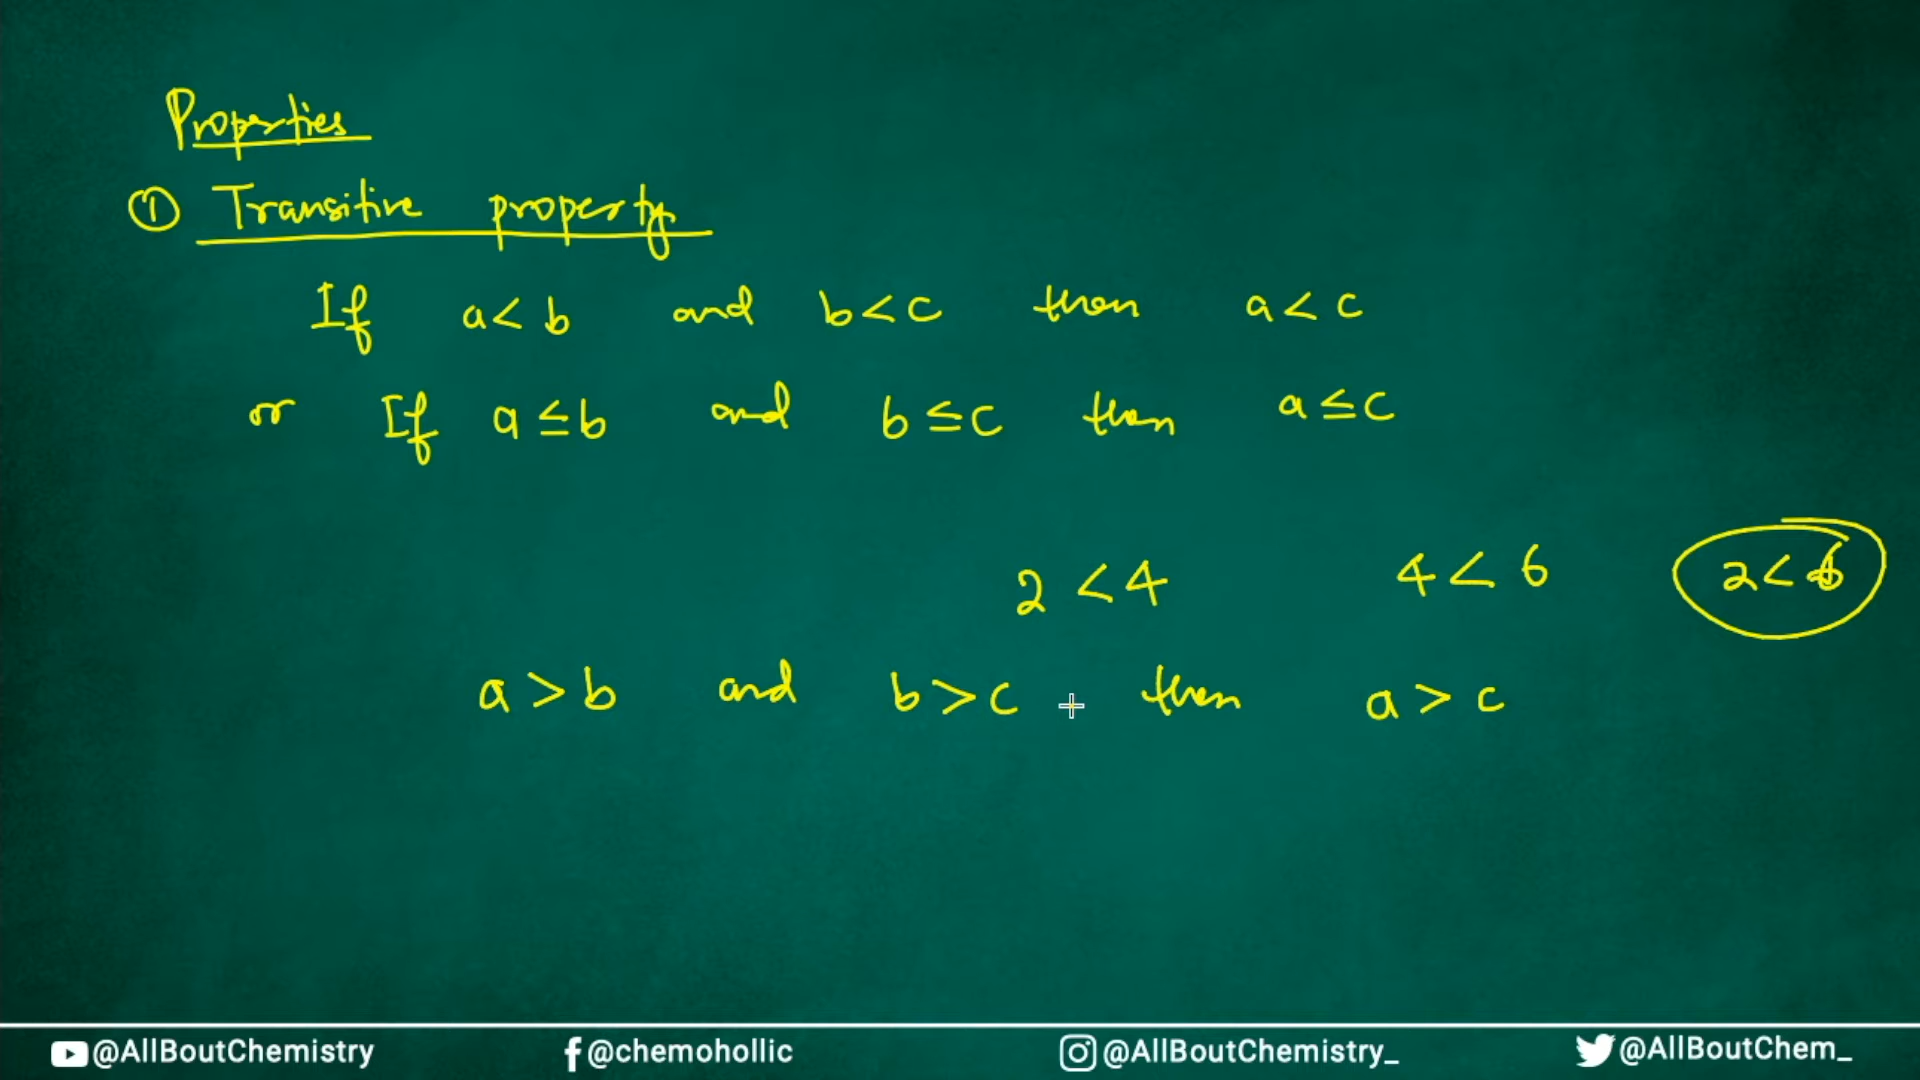 Properties
① Transitive property
If a < b and b < c then a < c
or If a ≤ b and b ≤ c then a ≤ c
2 < 4 4 < 6 2 < 6
a > b and b > c then a > c
@AllBoutChemistry @chemohollic @AllBoutChemistry_ @AllBoutChem_